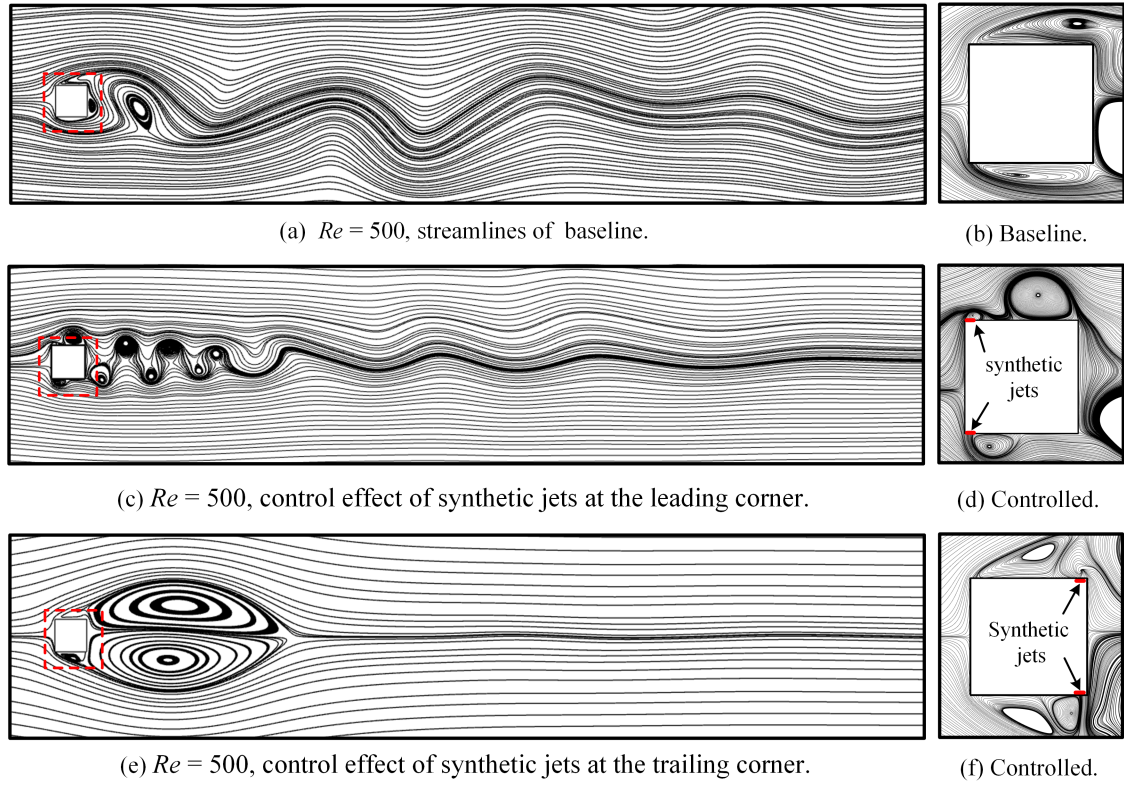 (a) Re = 500, streamlines of baseline.
(b) Baseline.
synthetic
jets
(c) Re = 500, control effect of synthetic jets at the leading corner.
(d) Controlled.
Synthetic
jets
(e) Re = 500, control effect of synthetic jets at the trailing corner.
(f) Controlled.